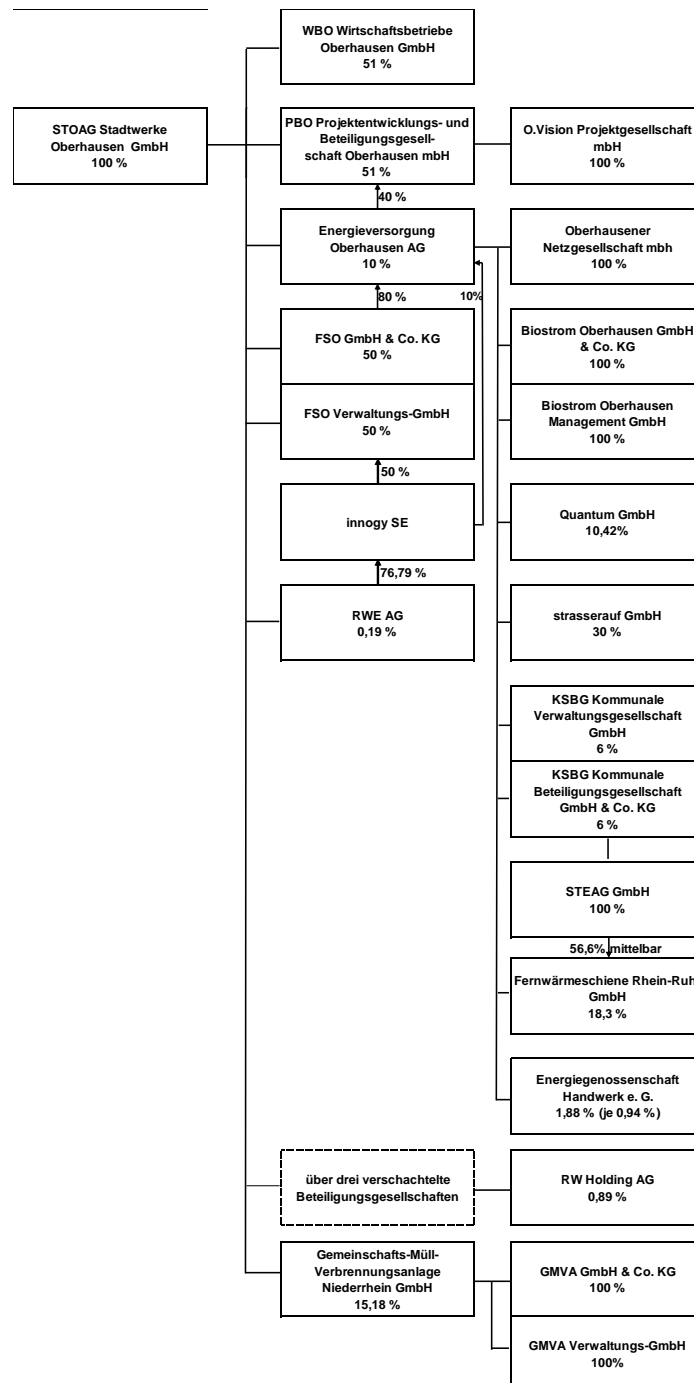 WBO Wirtschaftsbetriebe
Oberhausen GmbH
51 %
STOAG Stadtwerke
Oberhausen GmbH
100 %
PBO Projektentwicklungs- und
Beteiligungsgesell-
schaft Oberhausen mbH
51 %
O.Vision Projektgesellschaft
mbH
100 %
40 %
Energieversorgung
Oberhausen AG
10 %
Oberhausener
Netzgesellschaft mbh
100 %
80 %
10%
FSO GmbH & Co. KG
50 %
Biostrom Oberhausen GmbH
& Co. KG
100 %
FSO Verwaltungs-GmbH
50 %
Biostrom Oberhausen
Management GmbH
100 %
50 %
innogy SE
Quantum GmbH
10,42%
76,79 %
RWE AG
0,19 %
strasserauf GmbH
30 %
KSBG Kommunale
Verwaltungsgesellschaft
GmbH
6 %
KSBG Kommunale
Beteiligungsgesellschaft
GmbH & Co. KG
6 %
STEAG GmbH
100 %
56,6% mittelbar
Fernwärmeschiene Rhein-Ruh
GmbH
18,3 %
Energiegenossenschaft
Handwerk e. G.
1,88 % (je 0,94 %)
über drei verschachtelte
Beteiligungsgesellschaften
RW Holding AG
0,89 %
Gemeinschafts-Müll-
Verbrennungsanlage
Niederrhein GmbH
15,18 %
GMVA GmbH & Co. KG
100 %
GMVA Verwaltungs-GmbH
100%